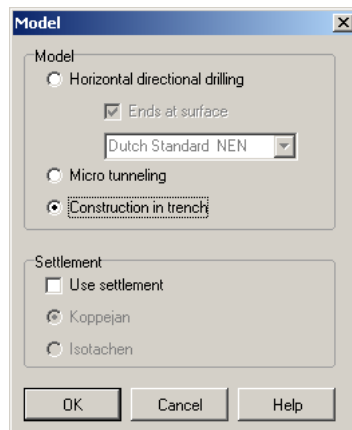 Model
Model
Horizontal directional drilling
Ends at surface
Dutch Standard NEN
Micro tunneling
Construction in trench
Settlement
Use settlement
Koppejan
Isotachen
OK Cancel Help